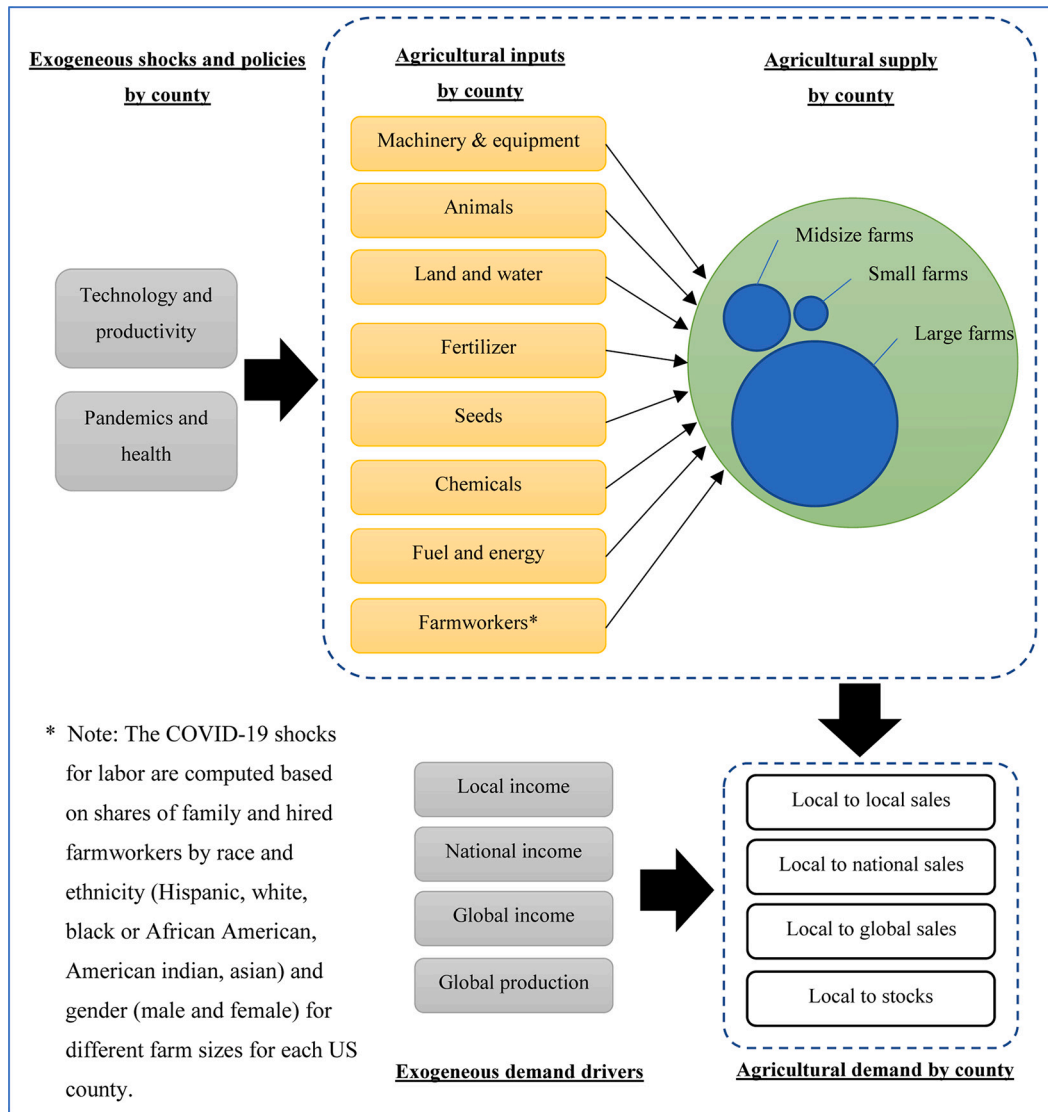 Exogeneous shocks and policies
by county
Agricultural inputs
by county
Agricultural supply
by county
Technology and
productivity
Pandemics and
health
Machinery & equipment
Animals
Land and water
Fertilizer
Seeds
Chemicals
Fuel and energy
Farmworkers*
Midsize farms
Small farms
Large farms
* Note: The COVID-19 shocks
for labor are computed based
on shares of family and hired
farmworkers by race and
ethnicity (Hispanic, white,
black or African American,
American indian, asian) and
gender (male and female) for
different farm sizes for each US
county.
Local income
National income
Global income
Global production
Exogeneous demand drivers
Local to local sales
Local to national sales
Local to global sales
Local to stocks
Agricultural demand by county